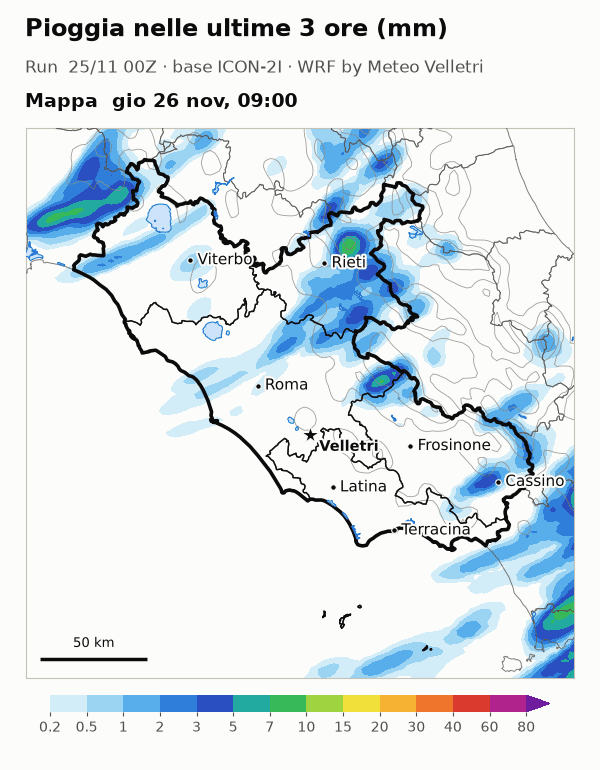 Pioggia nelle ultime 3 ore (mm)
Run 25/11 00Z · base ICON-2I · WRF by Meteo Velletri
Mappa gio 26 nov, 09:00
Viterbo
Rieti
Roma
Velletri
Frosinone
Cassino
Latina
Terracina
50 km
0.2 0.5 1 2 3 5 7 10 15 20 30 40 60 80